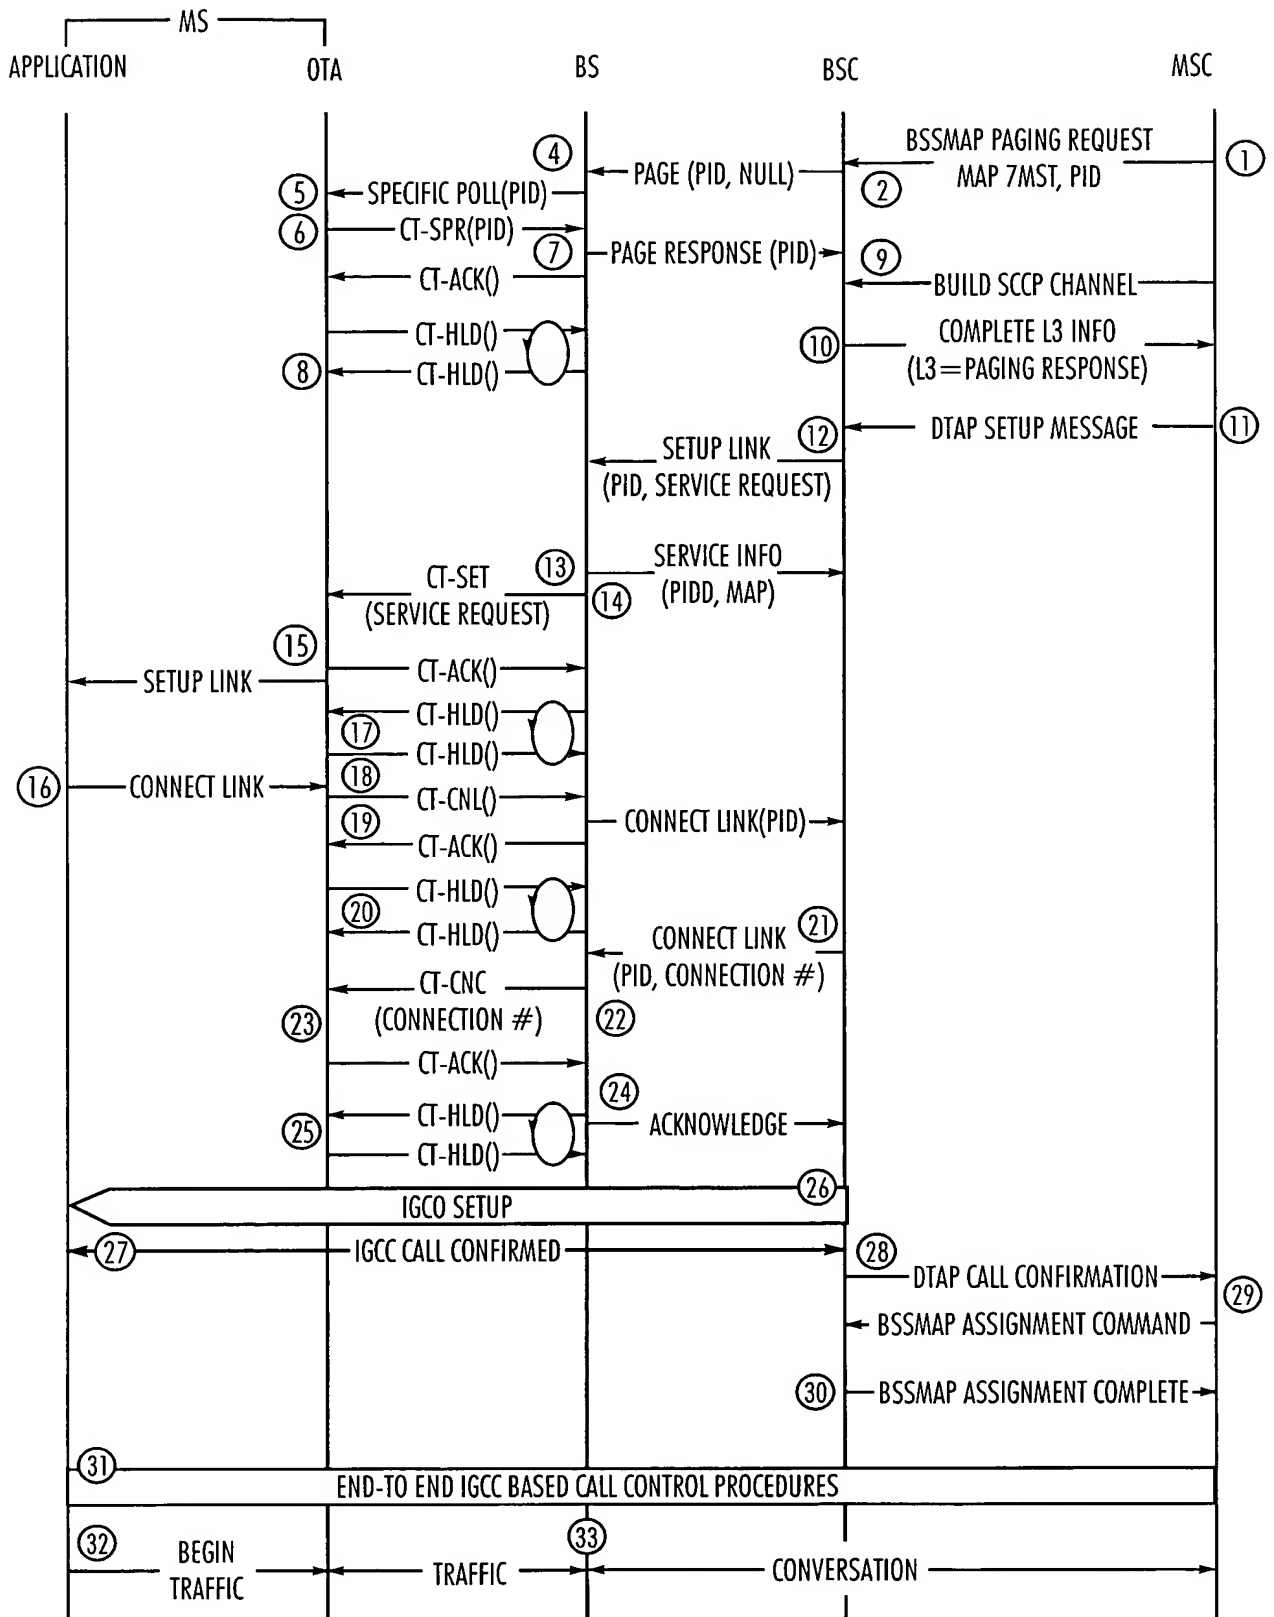 MS
APPLICATION OTA BS BSC MSC
BSSMAP PAGING REQUEST
MAP 7MST, PID
1
4
PAGE (PID, NULL)
2
5
SPECIFIC POLL(PID)
6
CT-SPR(PID)
7
PAGE RESPONSE (PID)
9
CT-ACK()
BUILD SCCP CHANNEL
CT-HLD()
10
COMPLETE L3 INFO
(L3=PAGING RESPONSE)
8
CT-HLD()
DTAP SETUP MESSAGE
11
12
SETUP LINK
(PID, SERVICE REQUEST)
13
SERVICE INFO
(PIDD, MAP)
CT-SET
(SERVICE REQUEST)
14
15
CT-ACK()
SETUP LINK
CT-HLD()
17
CT-HLD()
16
CONNECT LINK
18
CT-CNL()
19
CONNECT LINK(PID)
CT-ACK()
CT-HLD()
20
CT-HLD()
21
CONNECT LINK
(PID, CONNECTION #)
CT-CNC
(CONNECTION #)
23
22
CT-ACK()
24
CT-HLD()
ACKNOWLEDGE
25
CT-HLD()
26
IGCO SETUP
27
IGCC CALL CONFIRMED
28
DTAP CALL CONFIRMATION
29
BSSMAP ASSIGNMENT COMMAND
30
BSSMAP ASSIGNMENT COMPLETE
31
END-TO END IGCC BASED CALL CONTROL PROCEDURES
32
BEGIN
TRAFFIC
TRAFFIC
33
CONVERSATION